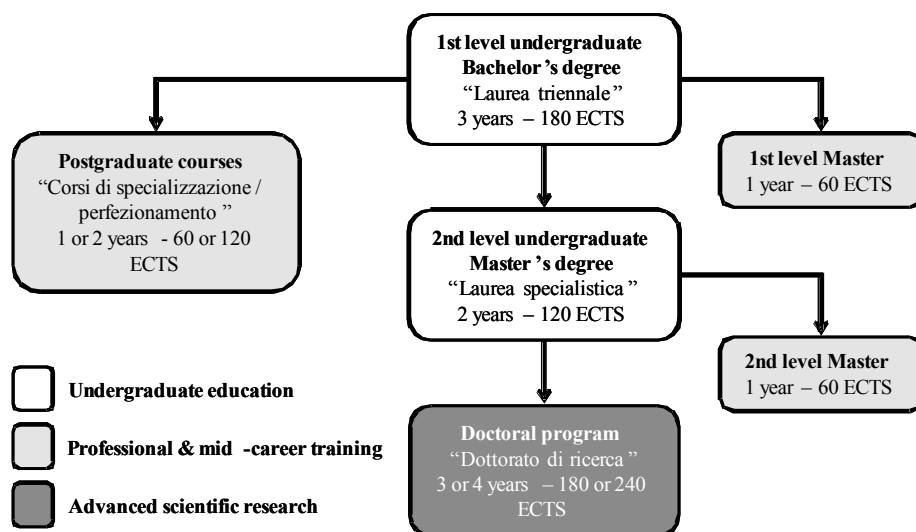 1st level undergraduate
Bachelor’s degree
“Laurea triennale”
3 years – 180 ECTS
Postgraduate courses
“Corsi di specializzazione /
perfezionamento ”
1 or 2 years - 60 or 120
ECTS
1st level Master
1 year – 60 ECTS
2nd level undergraduate
Master’s degree
“Laurea specialistica”
2 years – 120 ECTS
2nd level Master
1 year – 60 ECTS
Doctoral program
“Dottorato di ricerca”
3 or 4 years – 180 or 240
ECTS
Undergraduate education
Professional & mid -career training
Advanced scientific research